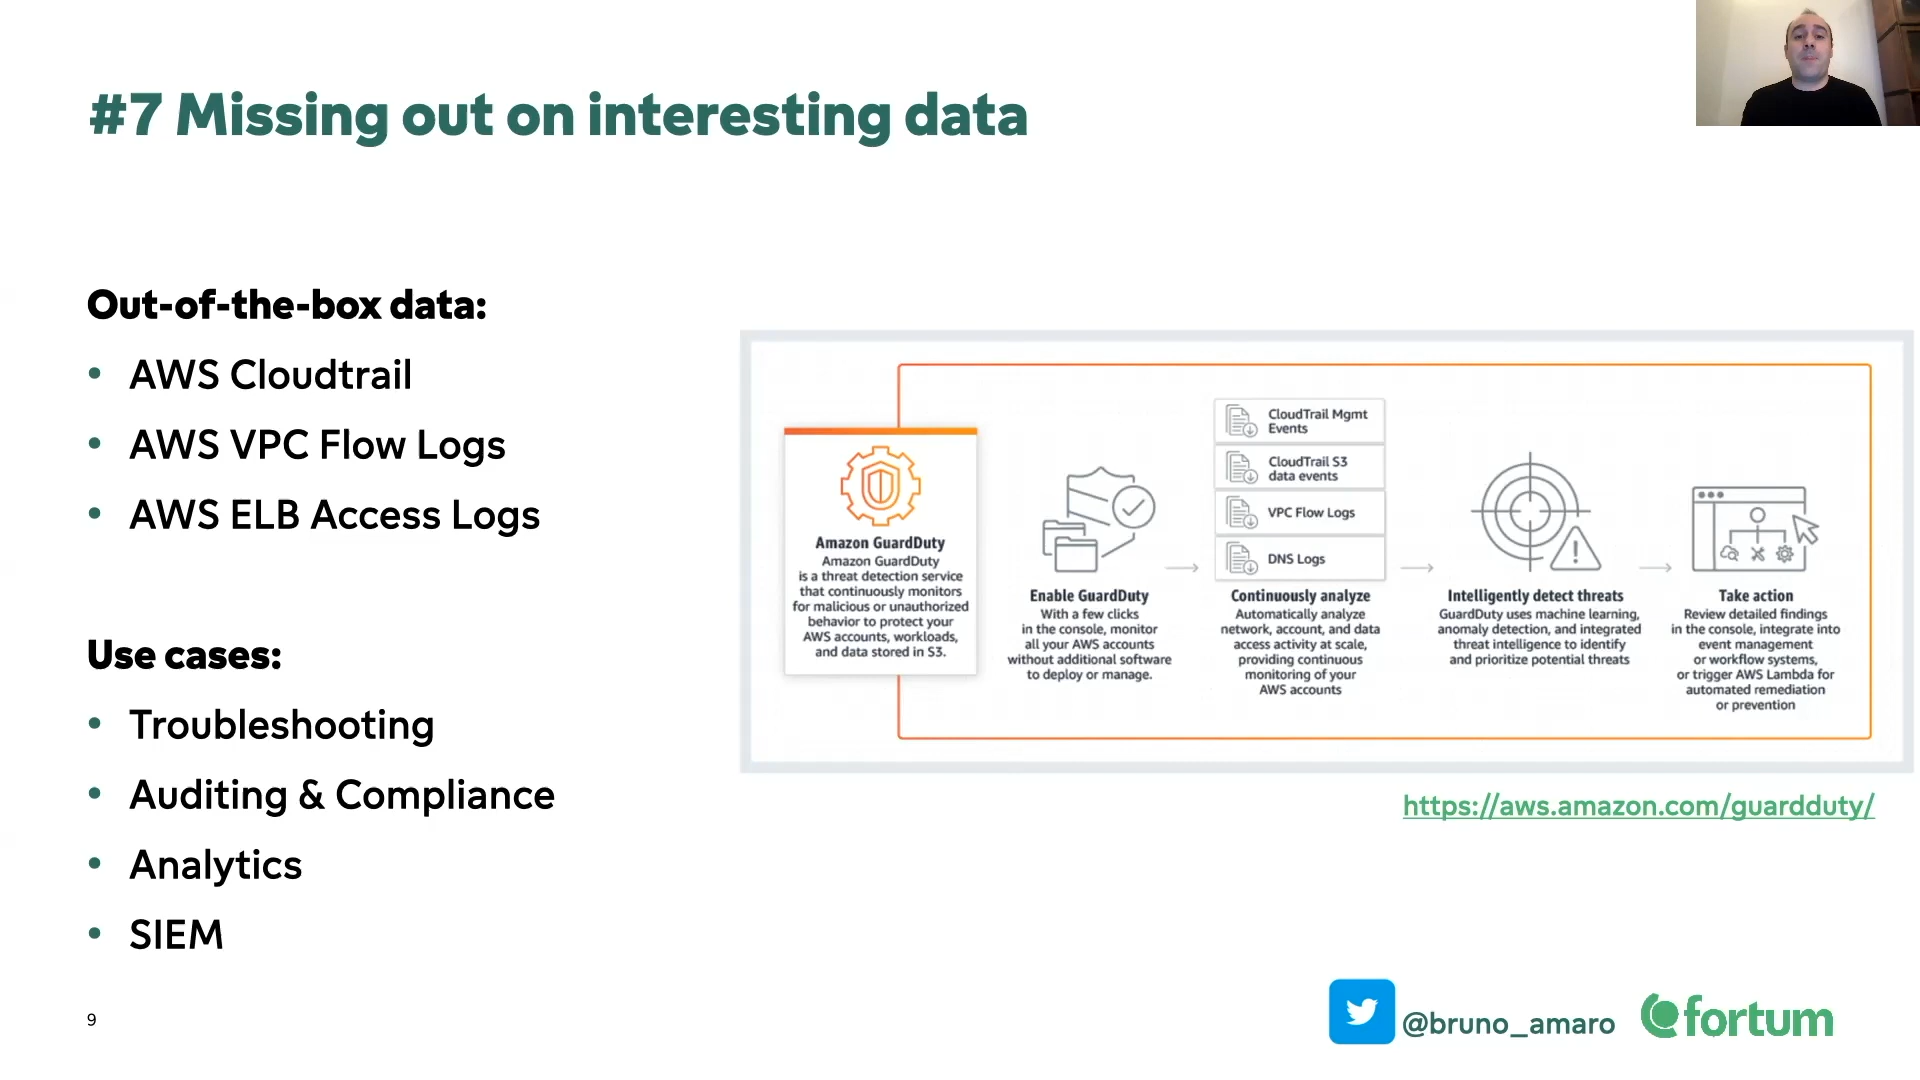 #7 Missing out on interesting data
Out-of-the-box data:
• AWS Cloudtrail
• AWS VPC Flow Logs
• AWS ELB Access Logs
Use cases:
• Troubleshooting
• Auditing & Compliance
• Analytics
• SIEM
Amazon GuardDuty
Amazon GuardDuty
is a threat detection service
that continuously monitors
for malicious or unauthorized
behavior to protect your
AWS accounts, workloads,
and data stored in S3.
Enable GuardDuty
With a few clicks
in the console, monitor
all your AWS accounts
without additional software
to deploy or manage.
CloudTrail Mgmt
Events
CloudTrail S3
data events
VPC Flow Logs
DNS Logs
Continuously analyze
Automatically analyze
network, account, and data
access activity at scale,
providing continuous
monitoring of your
AWS accounts
Intelligently detect threats
GuardDuty uses machine learning,
anomaly detection, and integrated
threat intelligence to identify
and prioritize potential threats
Take action
Review detailed findings
in the console, integrate into
event management
or workflow systems,
or trigger AWS Lambda for
automated remediation
or prevention
https://aws.amazon.com/guardduty/
9
@bruno_amaro
fortum